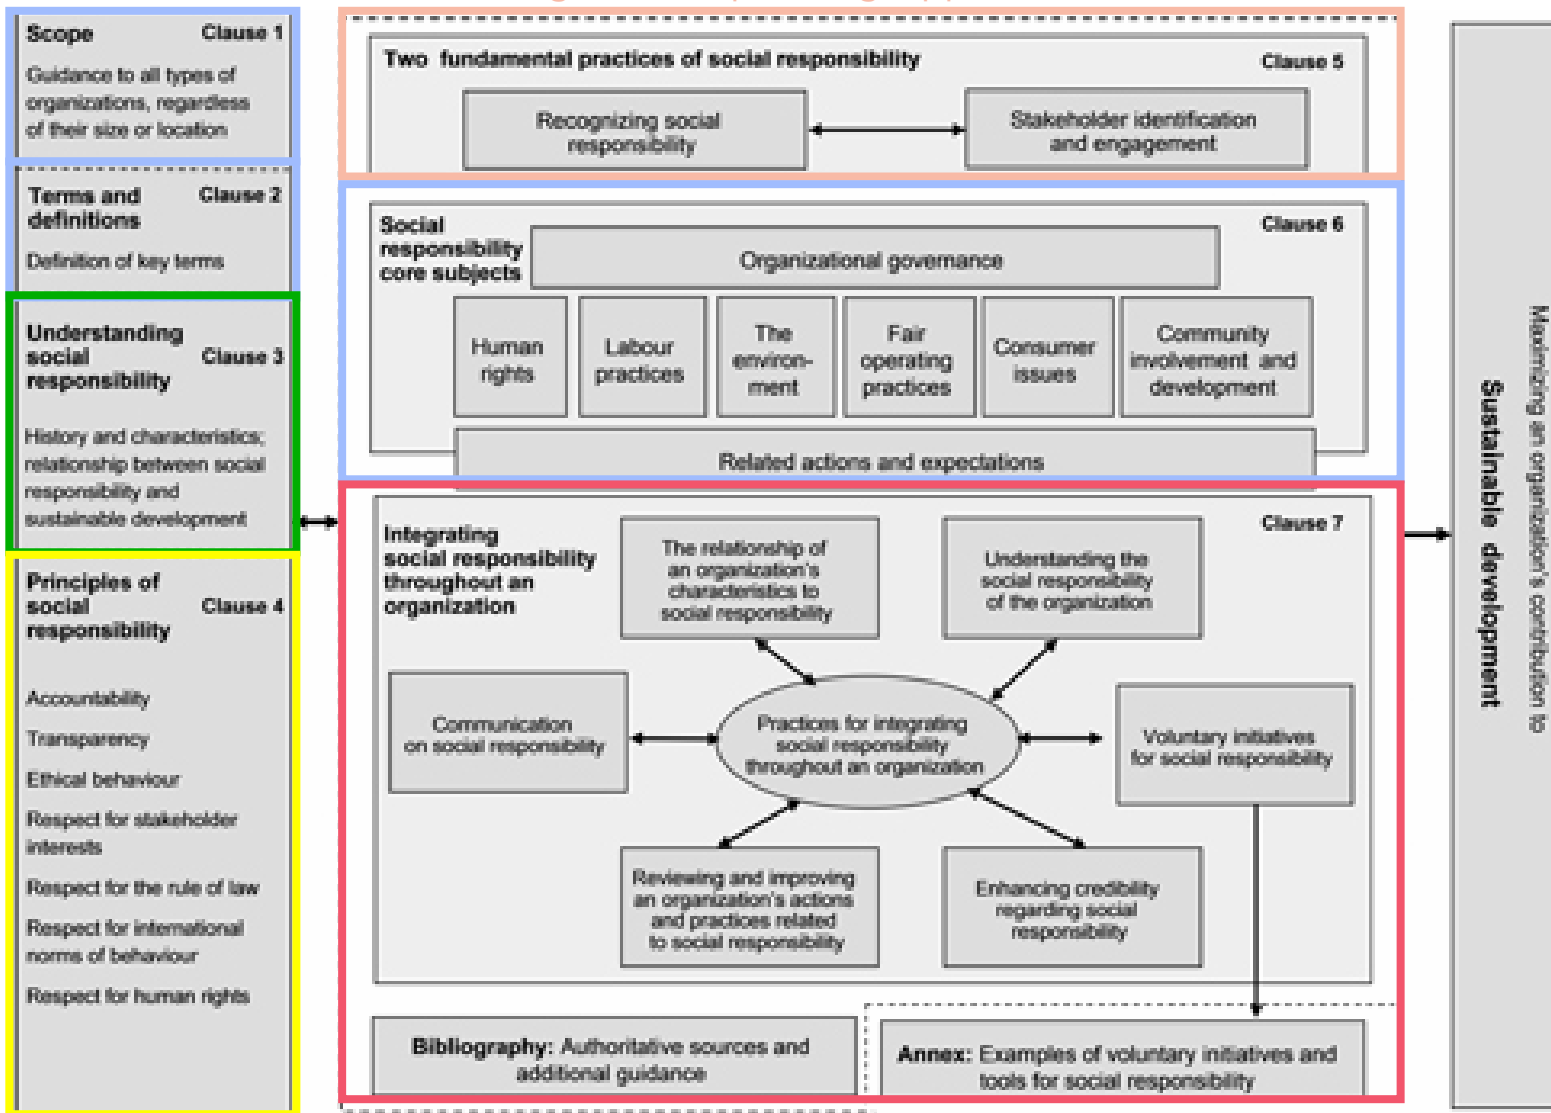 Scope Clause 1
Guidance to all types of
organizations, regardless
of their size or location
Terms and Clause 2
definitions
Definition of key terms
Understanding
social Clause 3
responsibility
History and characteristics;
relationship between social
responsibility and
sustainable development
Principles of
social Clause 4
responsibility
Accountability
Transparency
Ethical behaviour
Respect for stakeholder
interests
Respect for the rule of law
Respect for international
norms of behaviour
Respect for human rights
Two fundamental practices of social responsibility Clause 5
Recognizing social
responsibility
Stakeholder identification
and engagement
Social
responsibility
core subjects
Clause 6
Organizational governance
Human
rights
Labour
practices
The
environ-
ment
Fair
operating
practices
Consumer
issues
Community
involvement and
development
Related actions and expectations
Integrating
social responsibility
throughout an
organization
Clause 7
The relationship of
an organization's
characteristics to
social responsibility
Understanding the
social responsibility
of the organization
Communication
on social responsibility
Practices for integrating
social responsibility
throughout an organization
Voluntary initiatives
for social responsibility
Reviewing and improving
an organization's actions
and practices related
to social responsibility
Enhancing credibility
regarding social
responsibility
Bibliography: Authoritative sources and
additional guidance
Annex: Examples of voluntary initiatives and
tools for social responsibility
Maximizing an organization's contribution to
Sustainable development